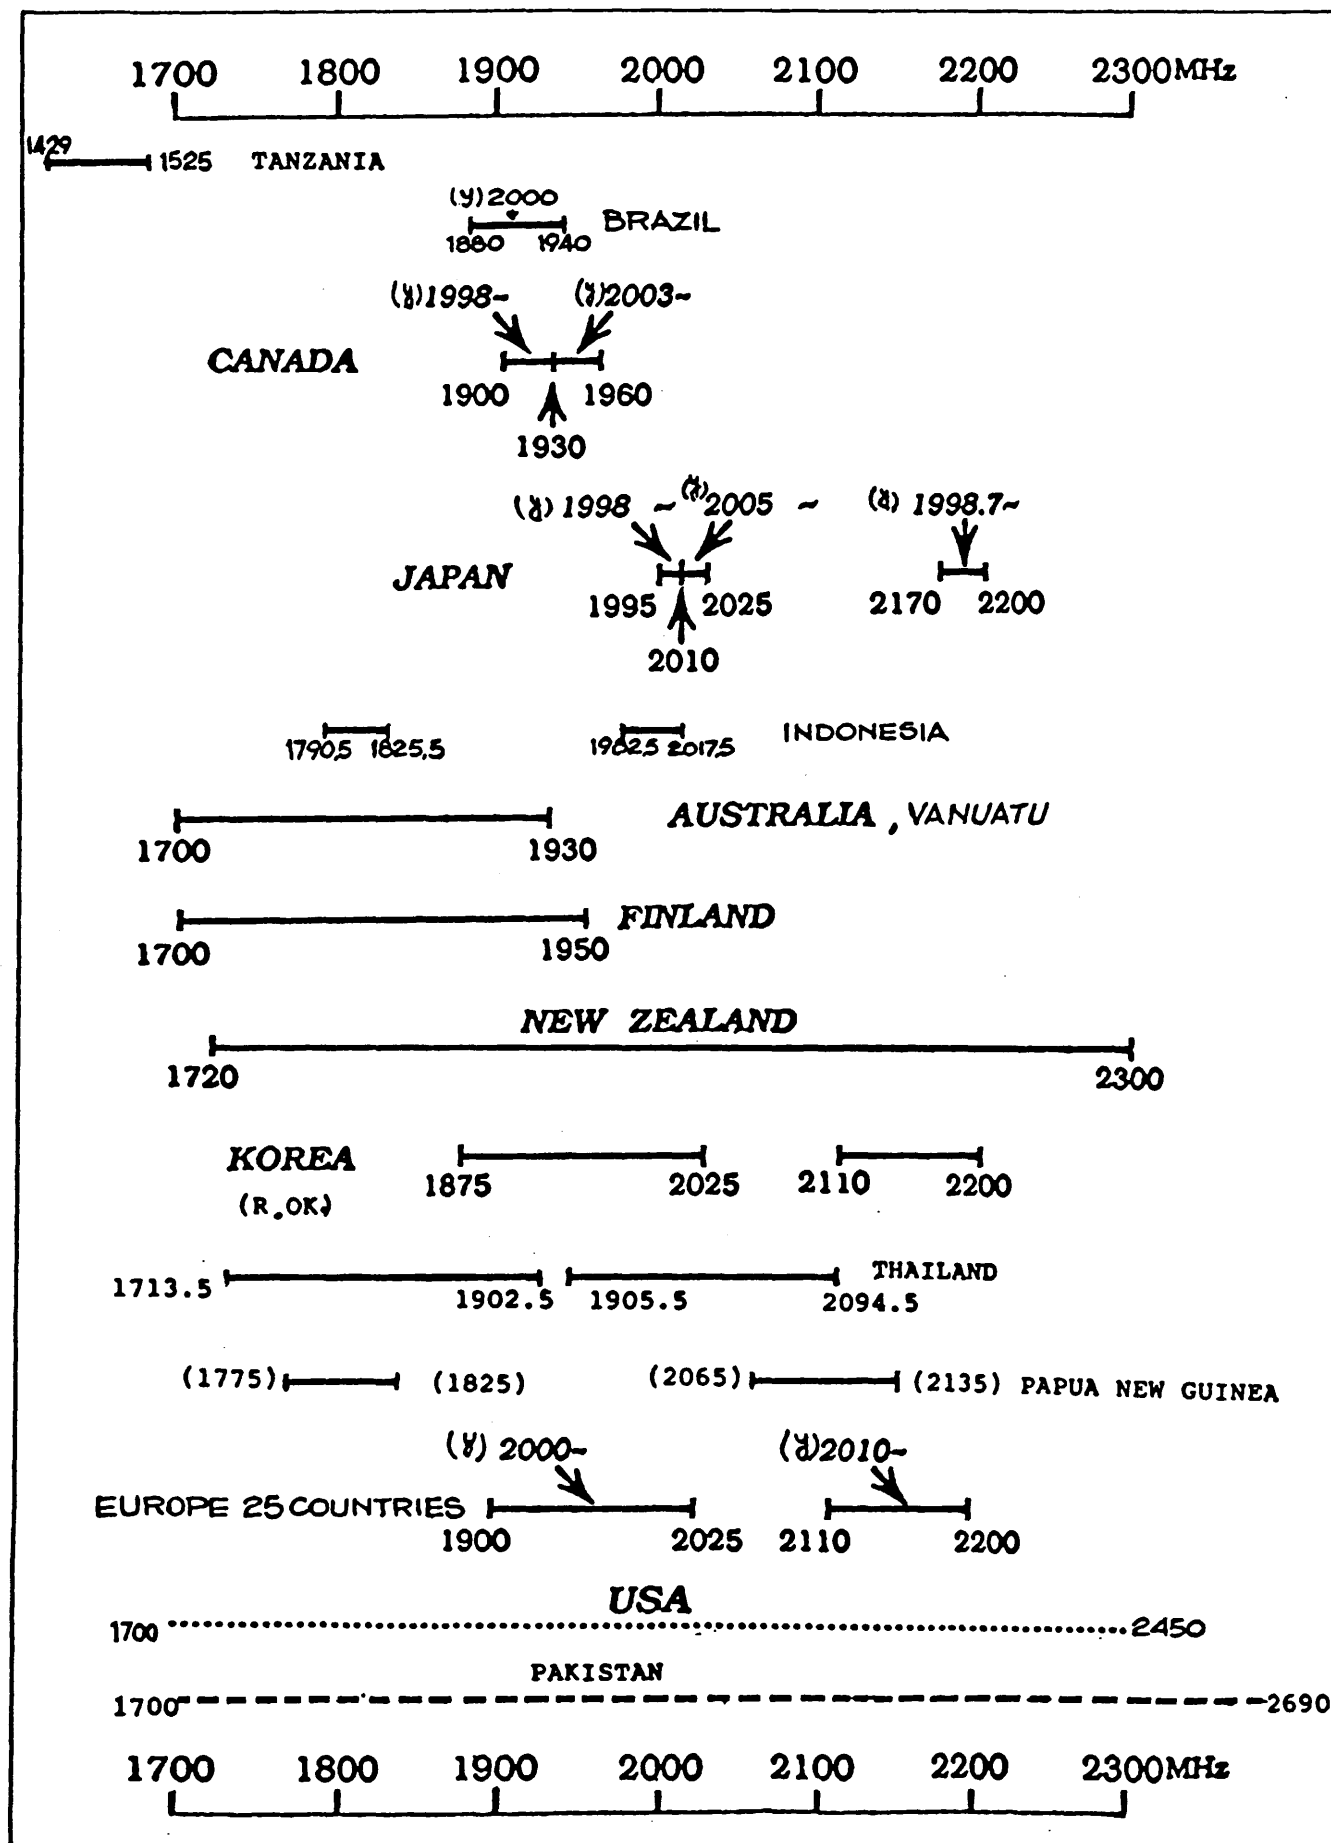 1700 1800 1900 2000 2100 2200 2300MHz
1429 1525 TANZANIA
(y)2000
BRAZIL
1880 1940
(y)1998~ (y)2003~
CANADA
1900 1960
1930
(y) 1998 ~ (y)2005 ~ (y) 1998.7~
JAPAN
1995 2025 2170 2200
2010
INDONESIA
1790,5 1825,5 1982,5 2017,5
AUSTRALIA , VANUATU
1700 1930
FINLAND
1700 1950
NEW ZEALAND
1720 2300
KOREA
1875 2025 2110 2200
(R.OK)
THAILAND
1713.5 1902.5 1905.5 2094.5
(1775) (1825) (2065) (2135) PAPUA NEW GUINEA
(y) 2000~ (y)2010~
EUROPE 25 COUNTRIES
1900 2025 2110 2200
USA
1700 2450
PAKISTAN
1700 2690
1700 1800 1900 2000 2100 2200 2300MHz